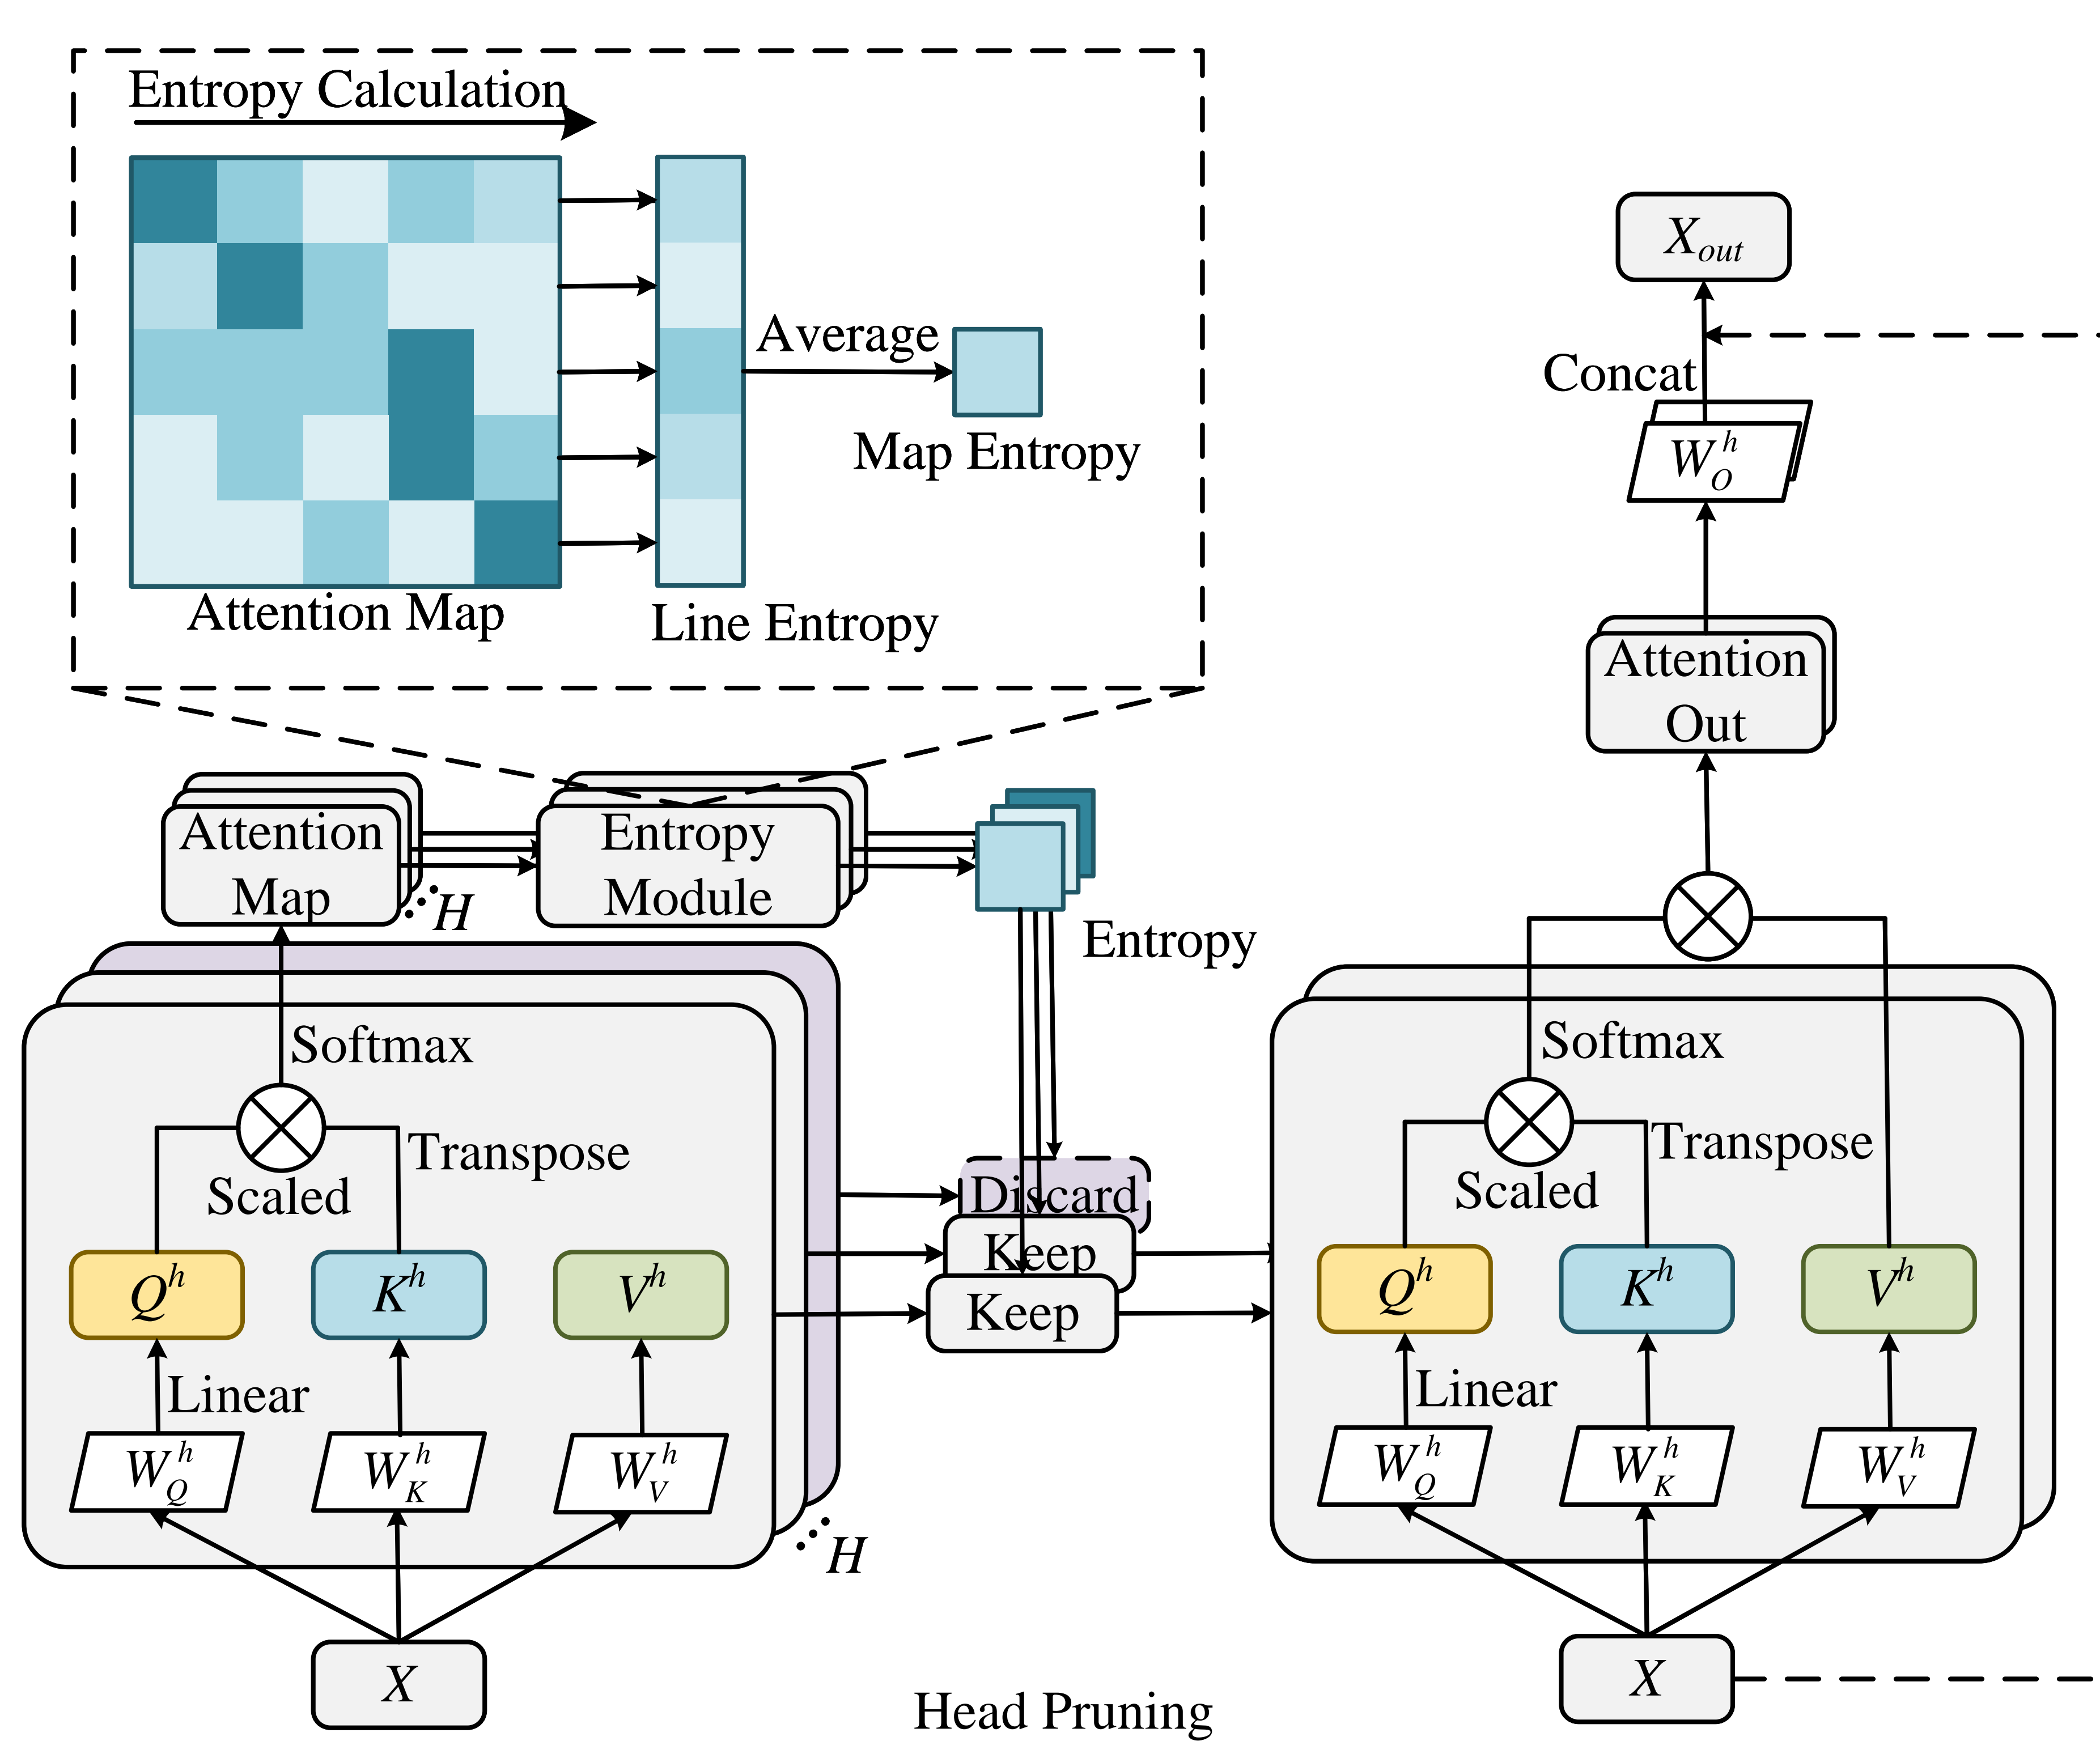 Entropy Calculation
Attention Map
Line Entropy
Average
Map Entropy
Attention
Map
H
Entropy
Module
Entropy
Softmax
Transpose
Scaled
Q^h
K^h
V^h
Linear
W_Q^h
W_K^h
W_V^h
H
X
Discard
Keep
Keep
Head Pruning
X_out
Concat
W_O^h
Attention
Out
Softmax
Transpose
Scaled
Q^h
K^h
V^h
Linear
W_Q^h
W_K^h
W_V^h
X